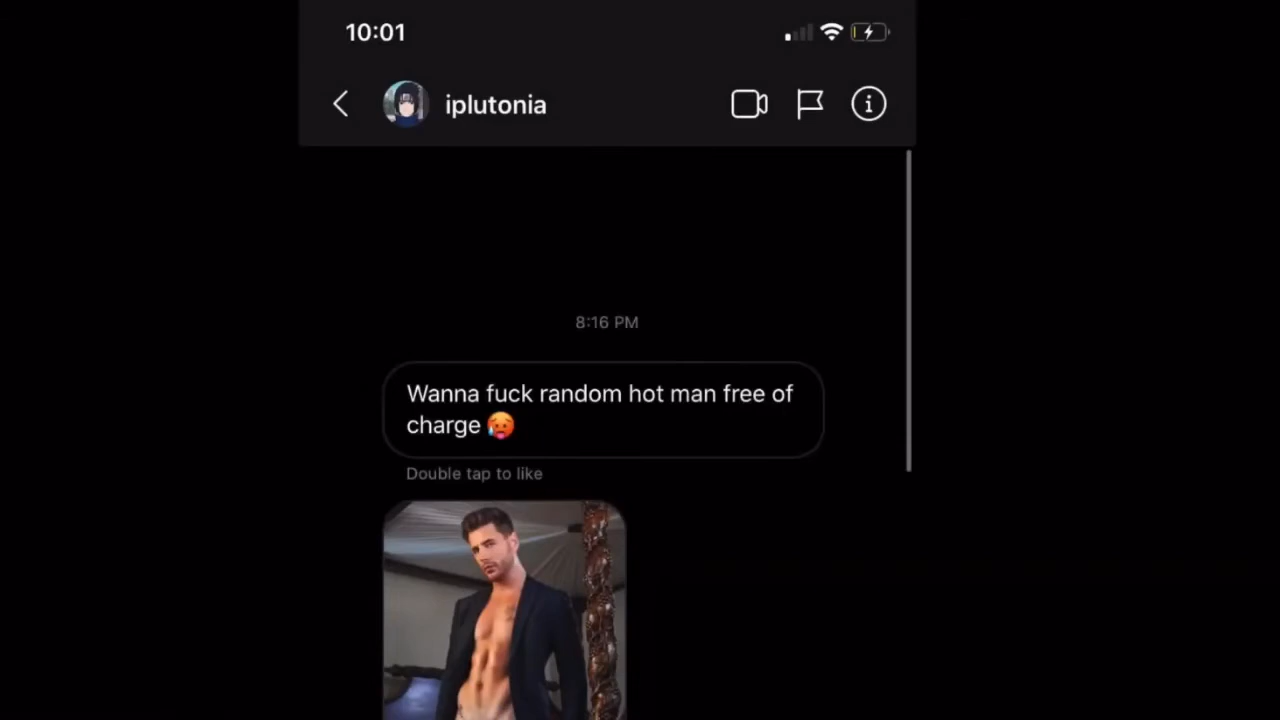 10:01
iplutonia
8:16 PM
Wanna fuck random hot man free of
charge 🥵
Double tap to like